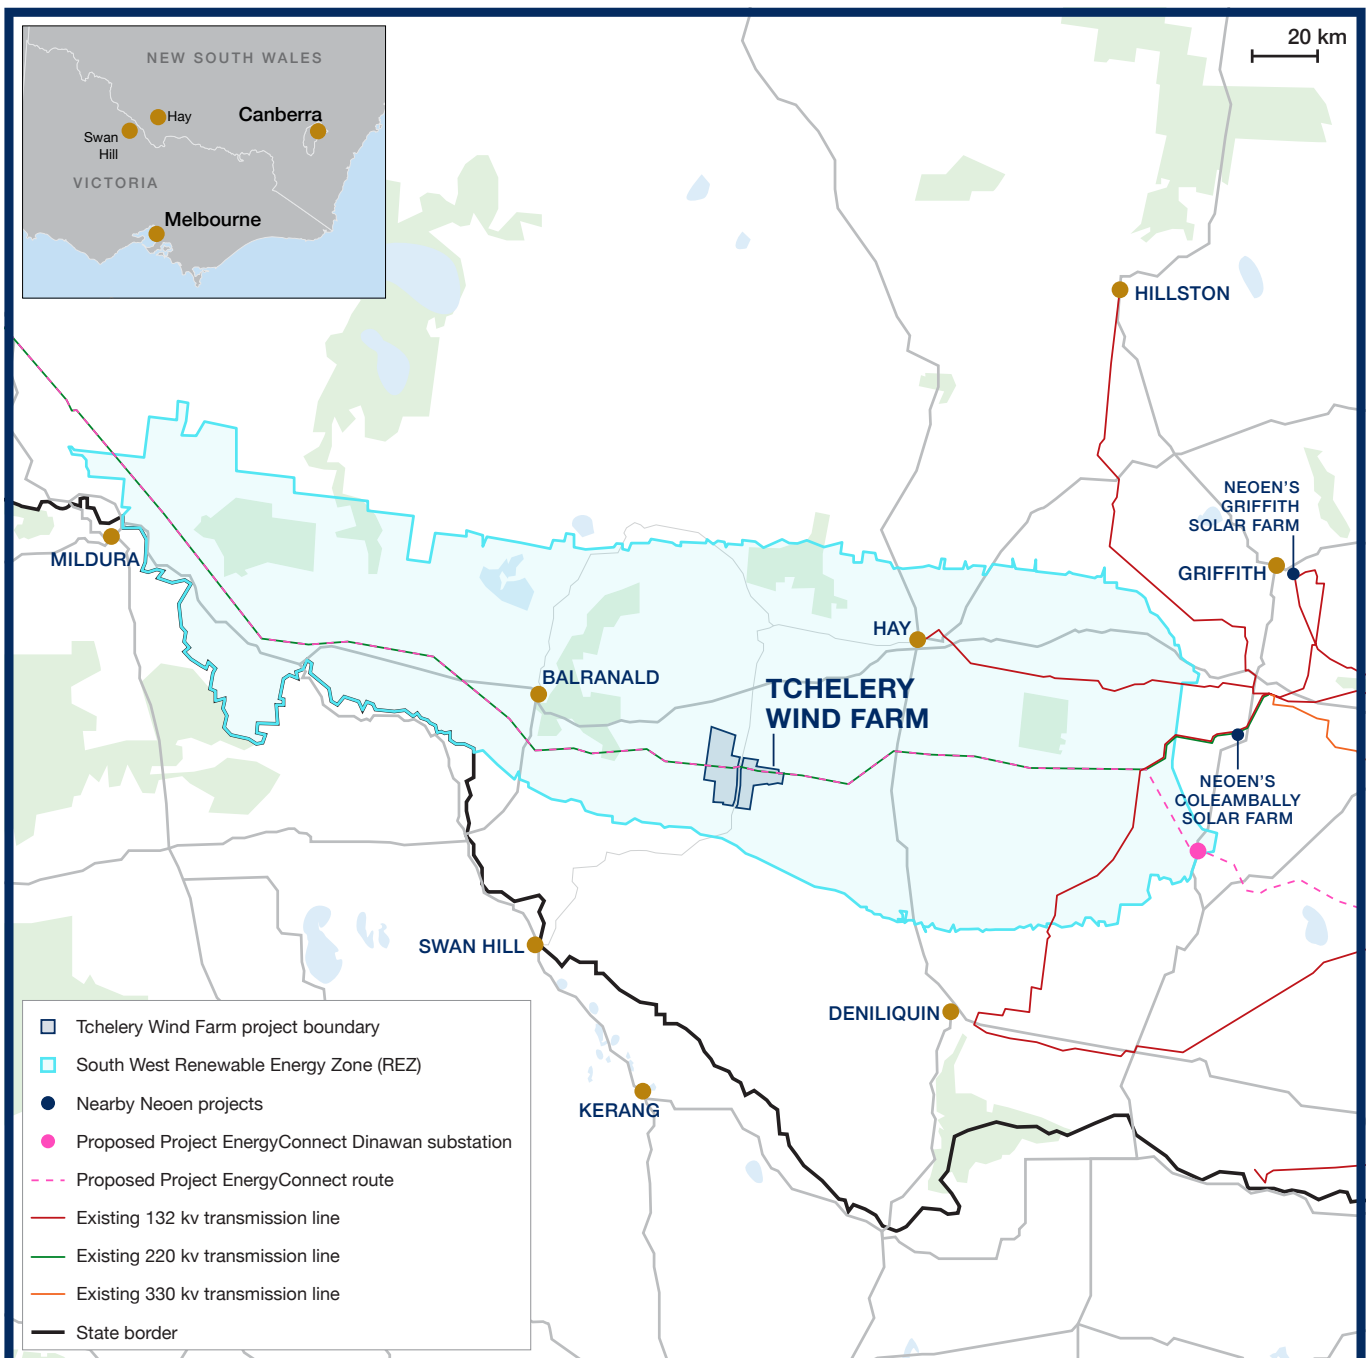 NEW SOUTH WALES
Hay
Canberra
Swan
Hill
VICTORIA
Melbourne
20 km
HILLSTON
NEOEN'S
GRIFFITH
SOLAR FARM
GRIFFITH
MILDURA
HAY
BALRANALD
TCHELERY
WIND FARM
NEOEN'S
COLEAMBALLY
SOLAR FARM
SWAN HILL
DENILIQUIN
KERANG
Tchelery Wind Farm project boundary
South West Renewable Energy Zone (REZ)
Nearby Neoen projects
Proposed Project EnergyConnect Dinawan substation
Proposed Project EnergyConnect route
Existing 132 kv transmission line
Existing 220 kv transmission line
Existing 330 kv transmission line
State border